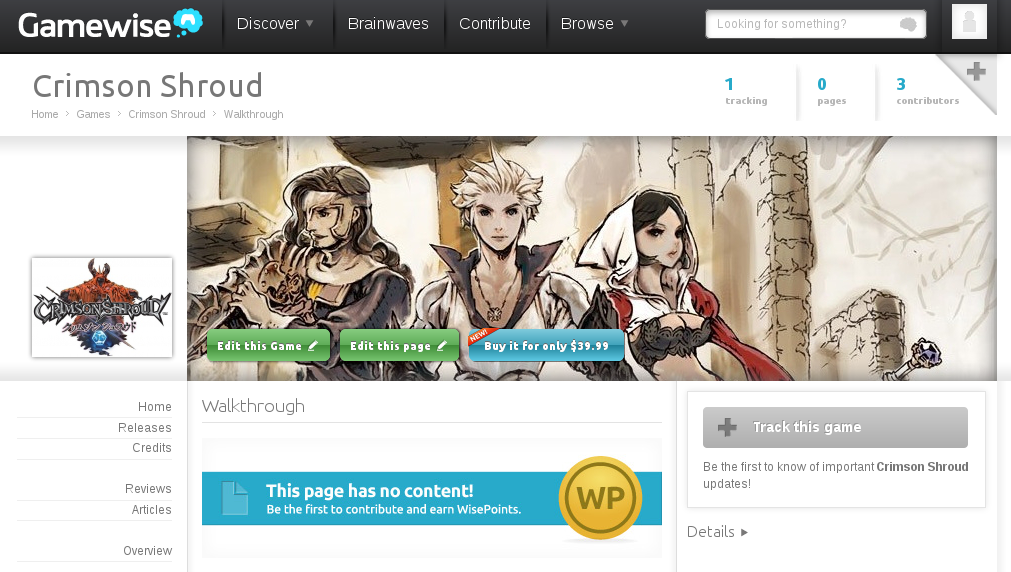 Gamewise
Discover
Brainwaves
Contribute
Browse
Looking for something?
Crimson Shroud
Home
Games
Crimson Shroud
Walkthrough
1
tracking
0
pages
3
contributors
CRIMSON SHROUD
クリムゾン シュラウド
Edit this Game
Edit this page
NEW!
Buy it for only $39.99
Home
Releases
Credits
Reviews
Articles
Overview
Walkthrough
This page has no content!
Be the first to contribute and earn WisePoints.
WP
Track this game
Be the first to know of important Crimson Shroud
updates!
Details